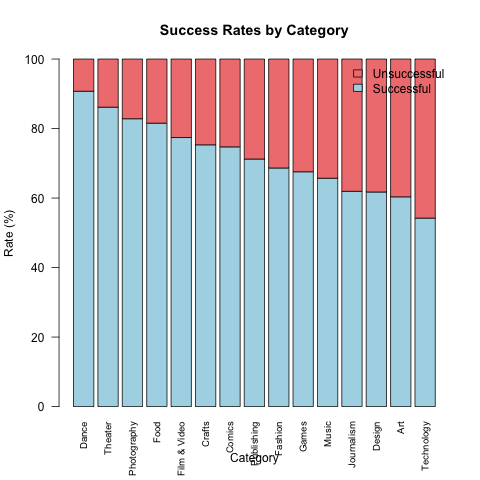 Success Rates by Category
Rate (%)
100
80
60
40
20
0
Unsuccessful
Successful
Dance
Theater
Photography
Food
Film & Video
Crafts
Comics
Publishing
Fashion
Games
Music
Journalism
Design
Art
Technology
Category